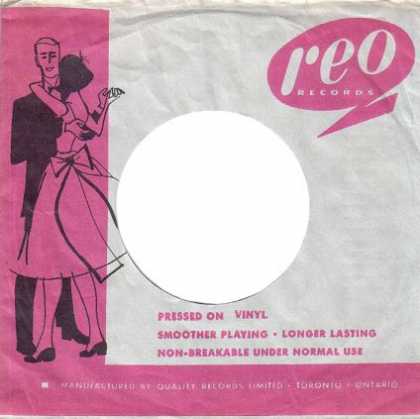 reo
RECORDS
PRESSED ON VINYL
SMOOTHER PLAYING • LONGER LASTING
NON-BREAKABLE UNDER NORMAL USE
MANUFACTURED BY QUALITY RECORDS LIMITED • TORONTO • ONTARIO